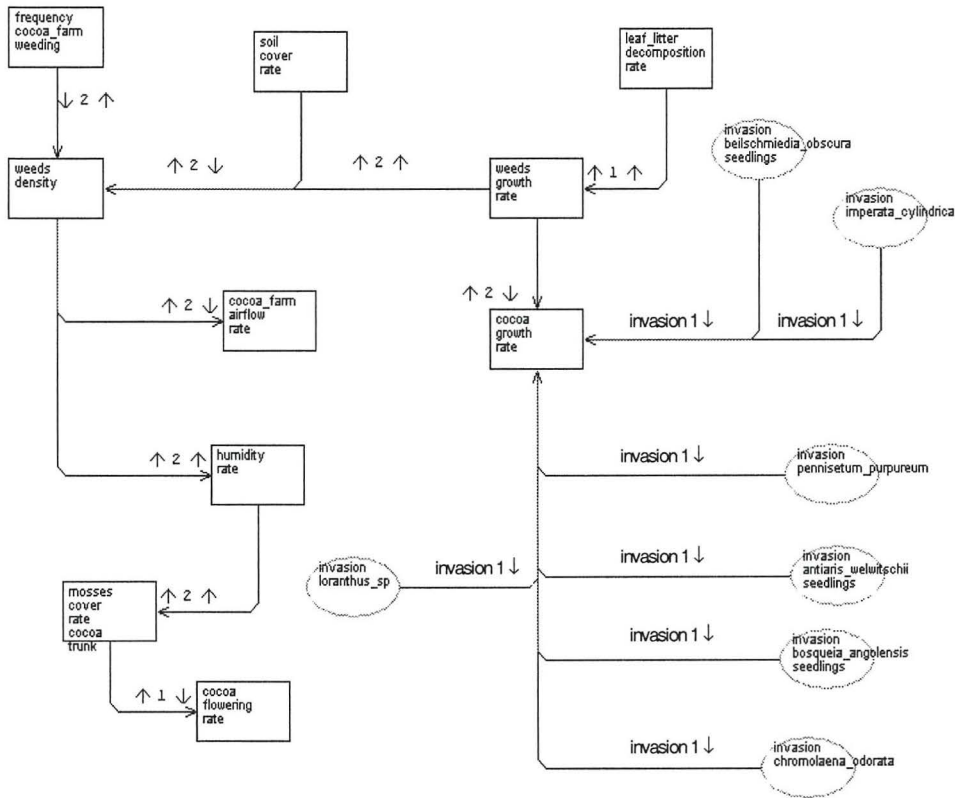 frequency
cocoa_farm
weeding
soil
cover
rate
leaf_litter
decomposition
rate
↓ 2 ↑
invasion
beilschmiedia_obscura
seedlings
weeds
density
↑ 2 ↓
↑ 2 ↑
weeds
growth
rate
↑ 1 ↑
invasion
imperata_cylindrica
↑ 2 ↓
cocoa_farm
airflow
rate
↑ 2 ↓
cocoa
growth
rate
invasion 1 ↓
invasion 1 ↓
↑ 2 ↑
humidity
rate
invasion 1 ↓
invasion
pennisetum_purpureum
invasion
loranthus_sp
invasion 1 ↓
invasion 1 ↓
invasion
antiaris_welwitschii
seedlings
mosses
cover
rate
cocoa
trunk
↑ 2 ↑
invasion 1 ↓
invasion
bosqueia_angolensis
seedlings
↑ 1 ↓
cocoa
flowering
rate
invasion 1 ↓
invasion
chromolaena_odorata